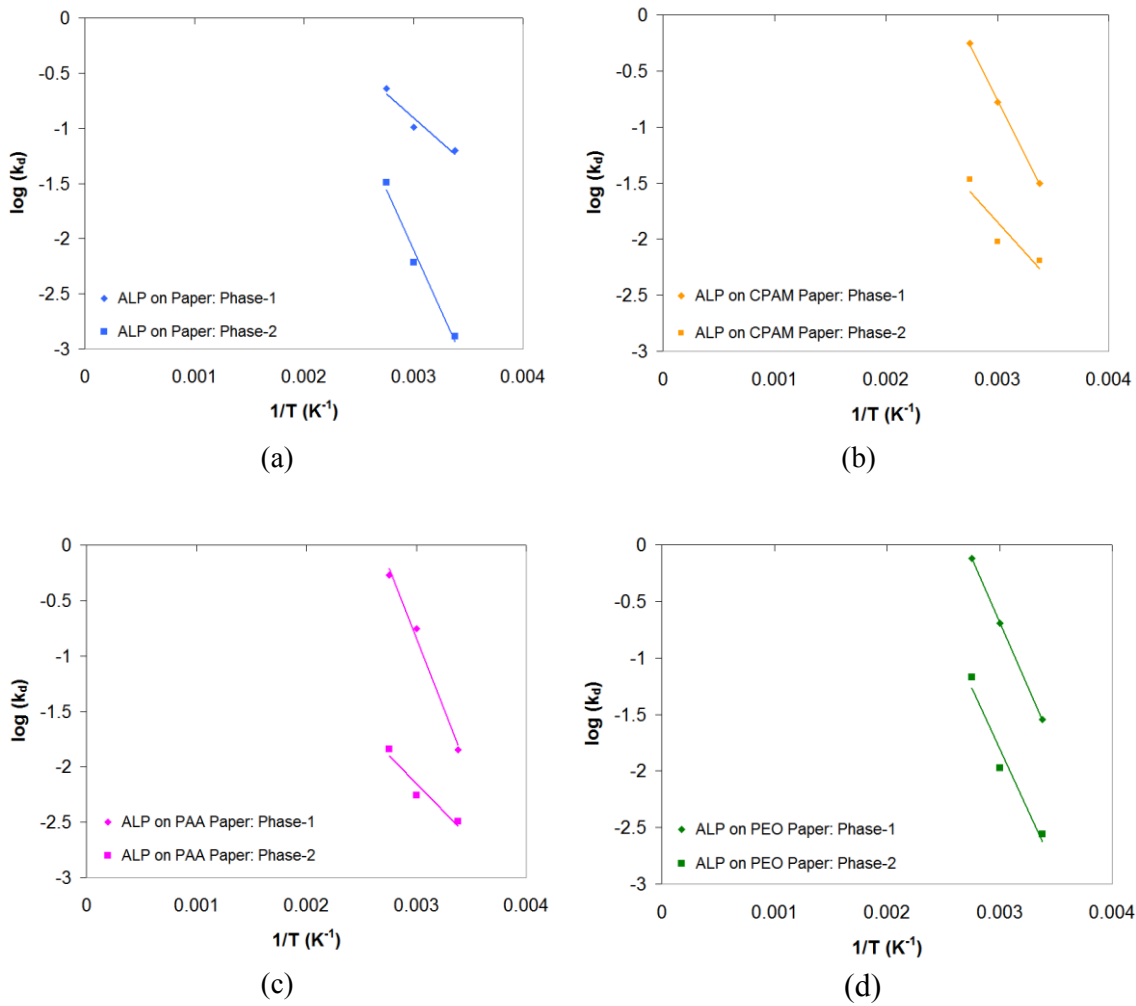 0
-0.5
-1
-1.5
-2
-2.5
-3
log (kd)
ALP on Paper: Phase-1
ALP on Paper: Phase-2
0 0.001 0.002 0.003 0.004
1/T (K-1)
(a)
0
-0.5
-1
-1.5
-2
-2.5
-3
log (kd)
ALP on CPAM Paper: Phase-1
ALP on CPAM Paper: Phase-2
0 0.001 0.002 0.003 0.004
1/T (K-1)
(b)
0
-0.5
-1
-1.5
-2
-2.5
-3
log (kd)
ALP on PAA Paper: Phase-1
ALP on PAA Paper: Phase-2
0 0.001 0.002 0.003 0.004
1/T (K-1)
(c)
0
-0.5
-1
-1.5
-2
-2.5
-3
log (kd)
ALP on PEO Paper: Phase-1
ALP on PEO Paper: Phase-2
0 0.001 0.002 0.003 0.004
1/T (K-1)
(d)